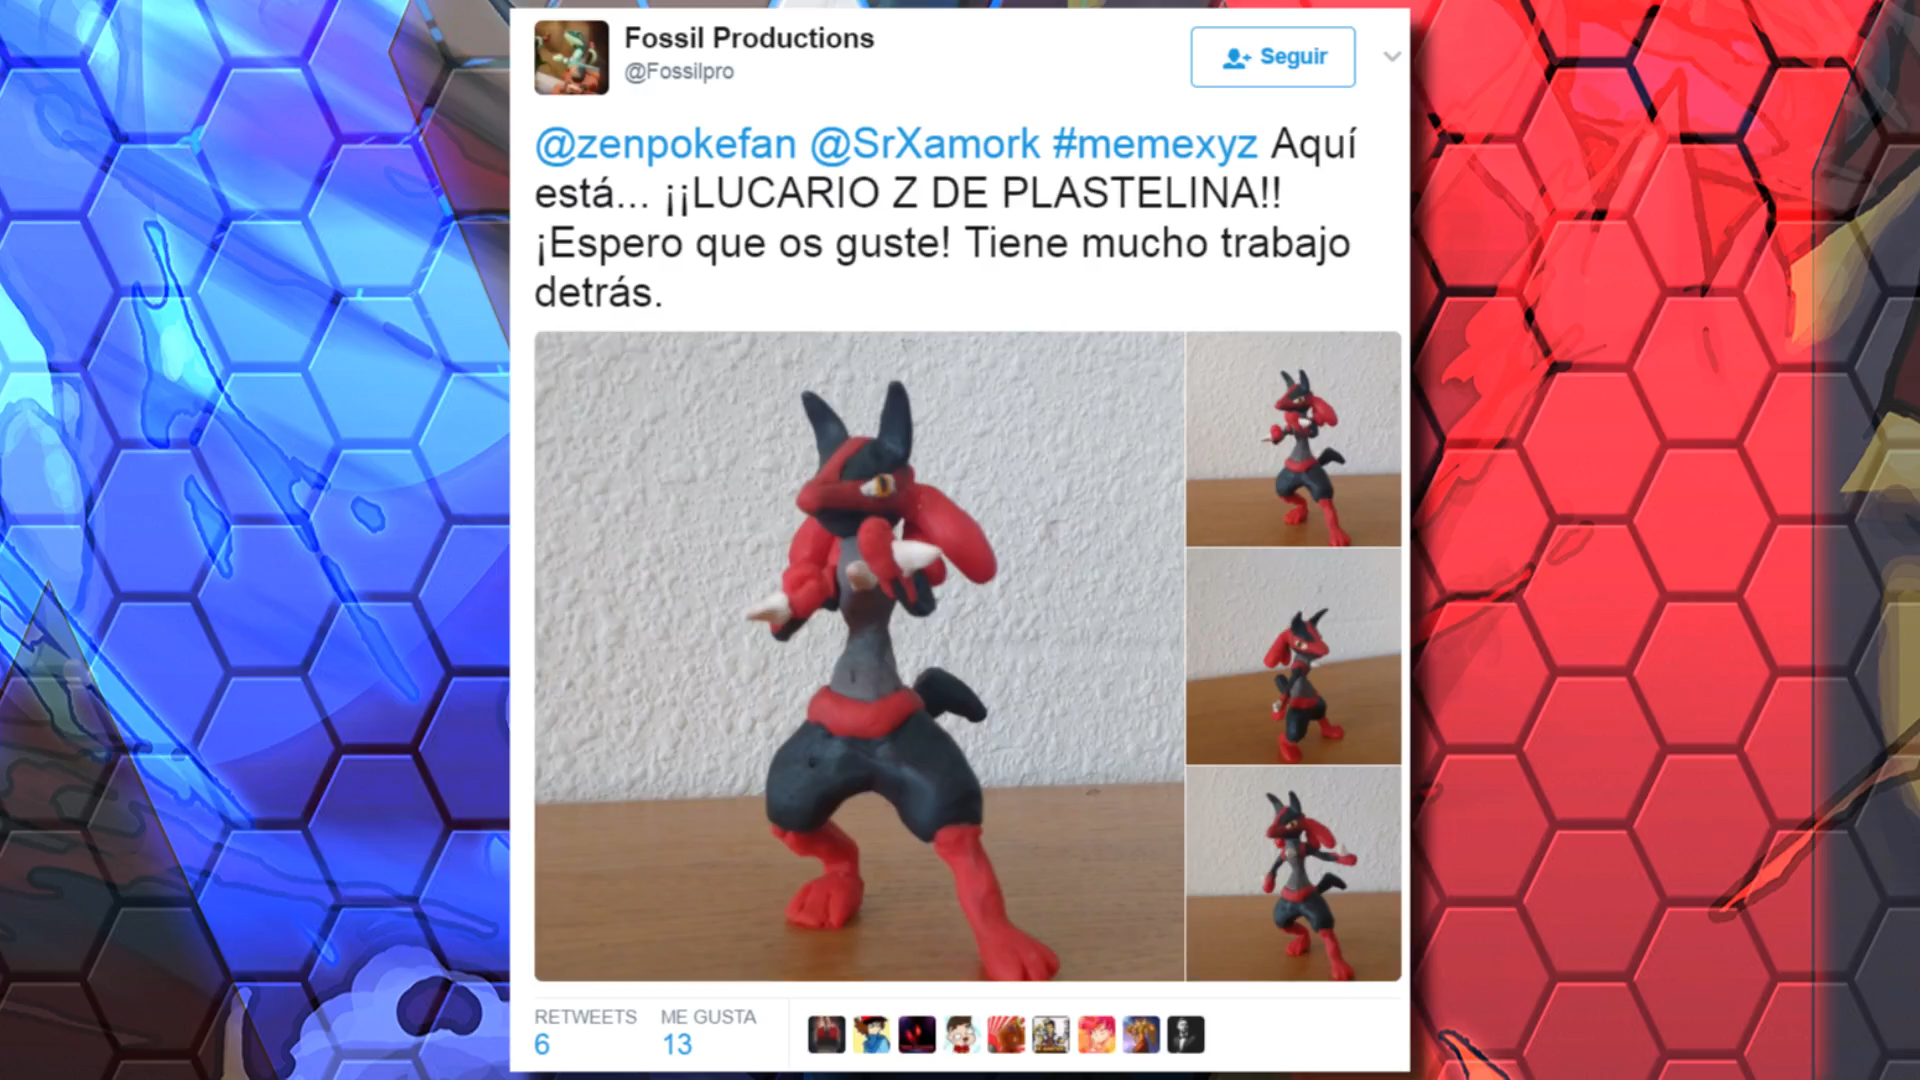 Fossil Productions
@Fossilpro
Seguir
@zenpokefan @SrXamork #memexyz Aquí
está... ¡¡LUCARIO Z DE PLASTELINA!!
¡Espero que os guste! Tiene mucho trabajo
detrás.
RETWEETS
6
ME GUSTA
13